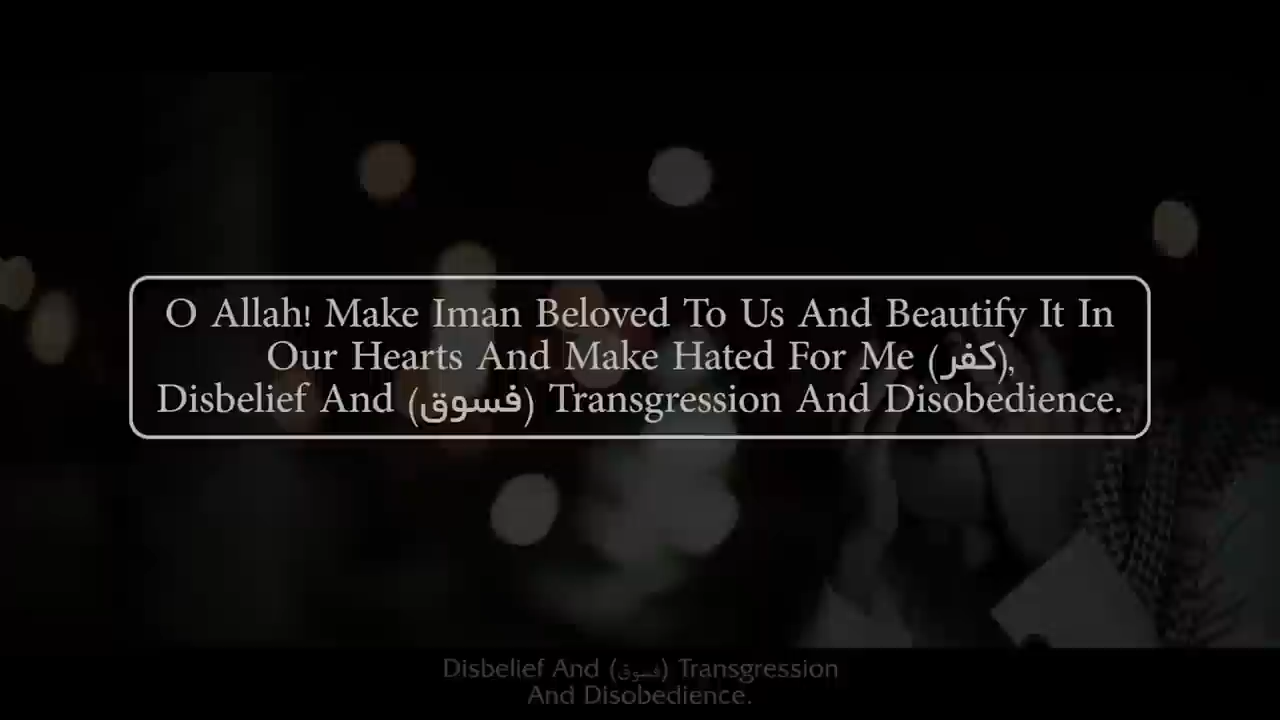 O Allah! Make Iman Beloved To Us And Beautify It In
Our Hearts And Make Hated For Me (كفر),
Disbelief And (فسوق) Transgression And Disobedience.
Disbelief And (فسوق) Transgression
And Disobedience.